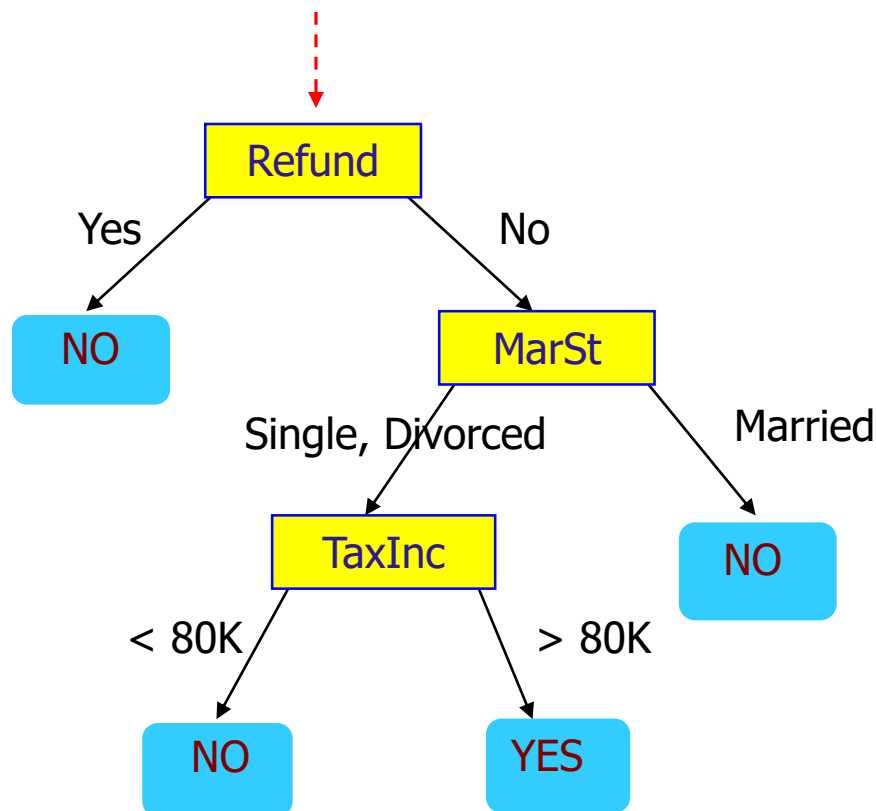 Refund
Yes
No
NO
MarSt
Single, Divorced
Married
TaxInc
NO
< 80K
> 80K
NO
YES